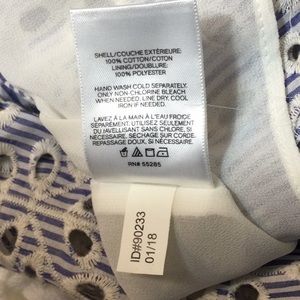 SHELL/COUCHE EXTÉRIEURE:
100% COTTON/COTON
LINING/DOUBLURE:
100% POLYESTER
HAND WASH COLD SEPARATELY.
ONLY NON-CHLORINE BLEACH
WHEN NEEDED. LINE DRY, COOL
IRON IF NEEDED.
LAVEZ À LA MAIN À L'EAU FROIDE
SÉPARÉMENT. UTILISEZ SEULEMENT
DU JAVELLISANT SANS CHLORE, SI
NÉCESSAIRE. SÉCHAGE SUR CORDE.
REPASSAGE DOUX, SI NÉCESSAIRE.
RN# 55285
ID#90233
01/18